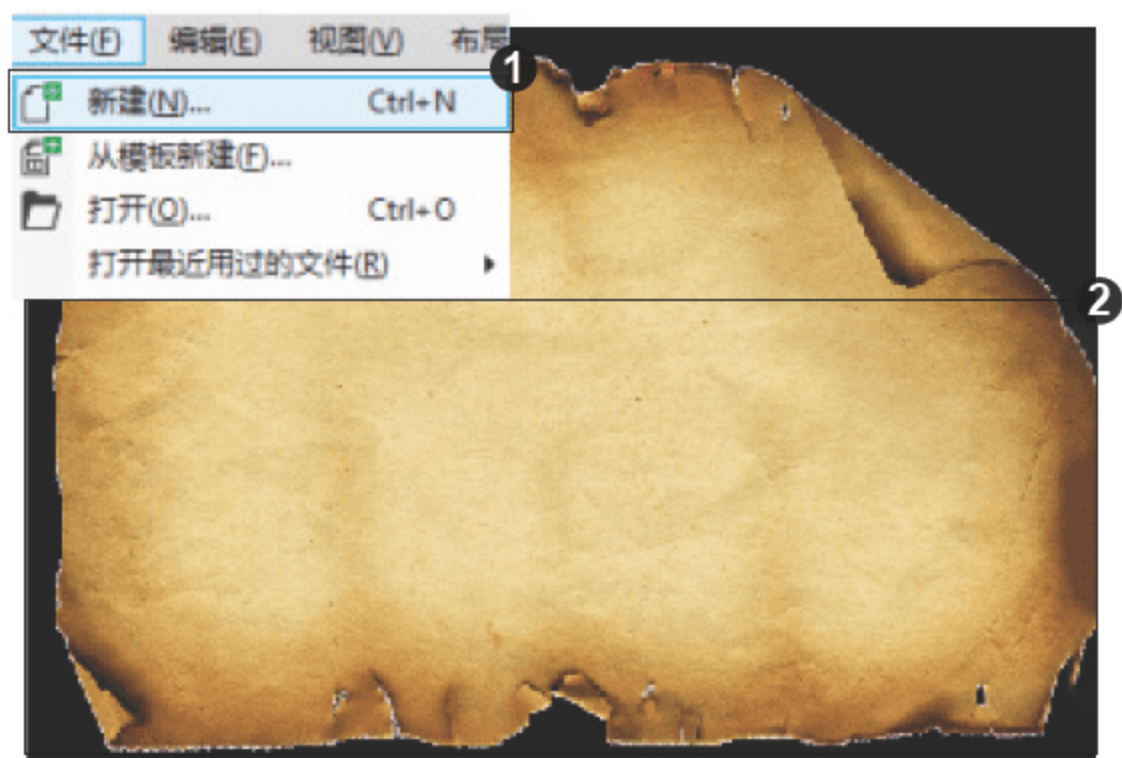 文件(F) 编辑(E) 视图(V) 布局
1
新建(N)... Ctrl+N
从模板新建(F)...
打开(O)... Ctrl+O
打开最近用过的文件(R)
2